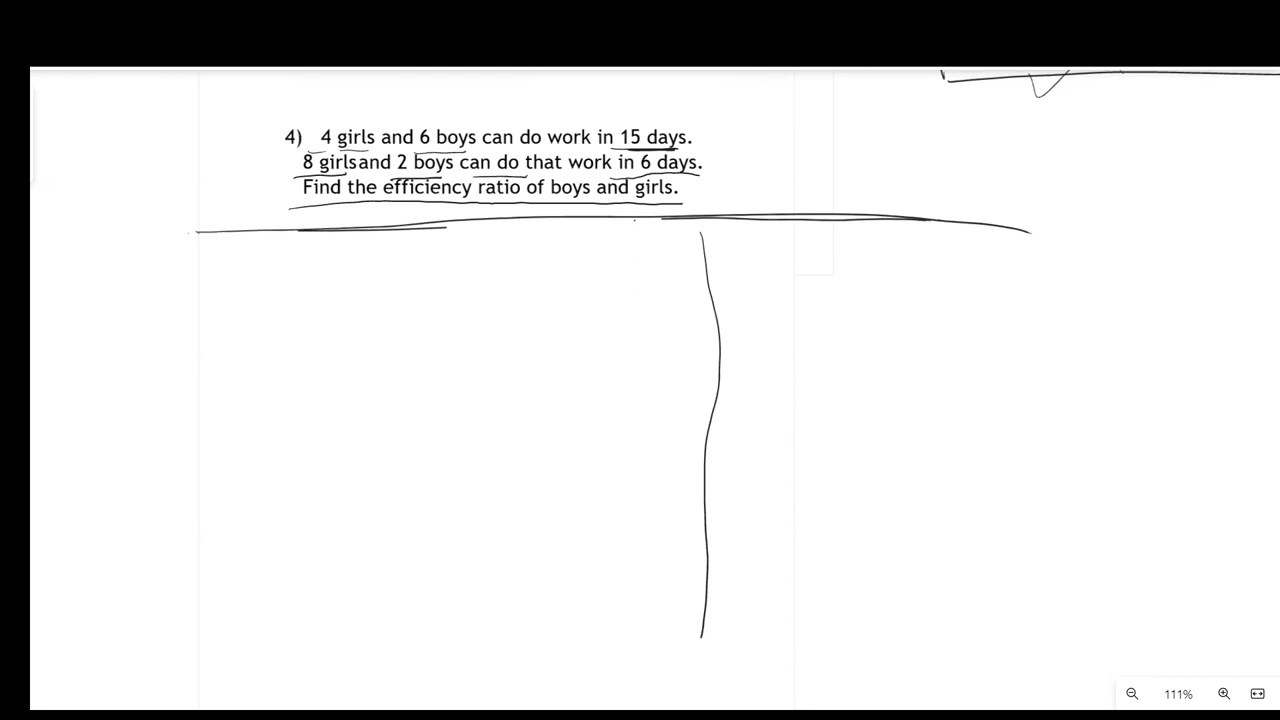 4) 4 girls and 6 boys can do work in 15 days.
8 girls and 2 boys can do that work in 6 days.
Find the efficiency ratio of boys and girls.
111%